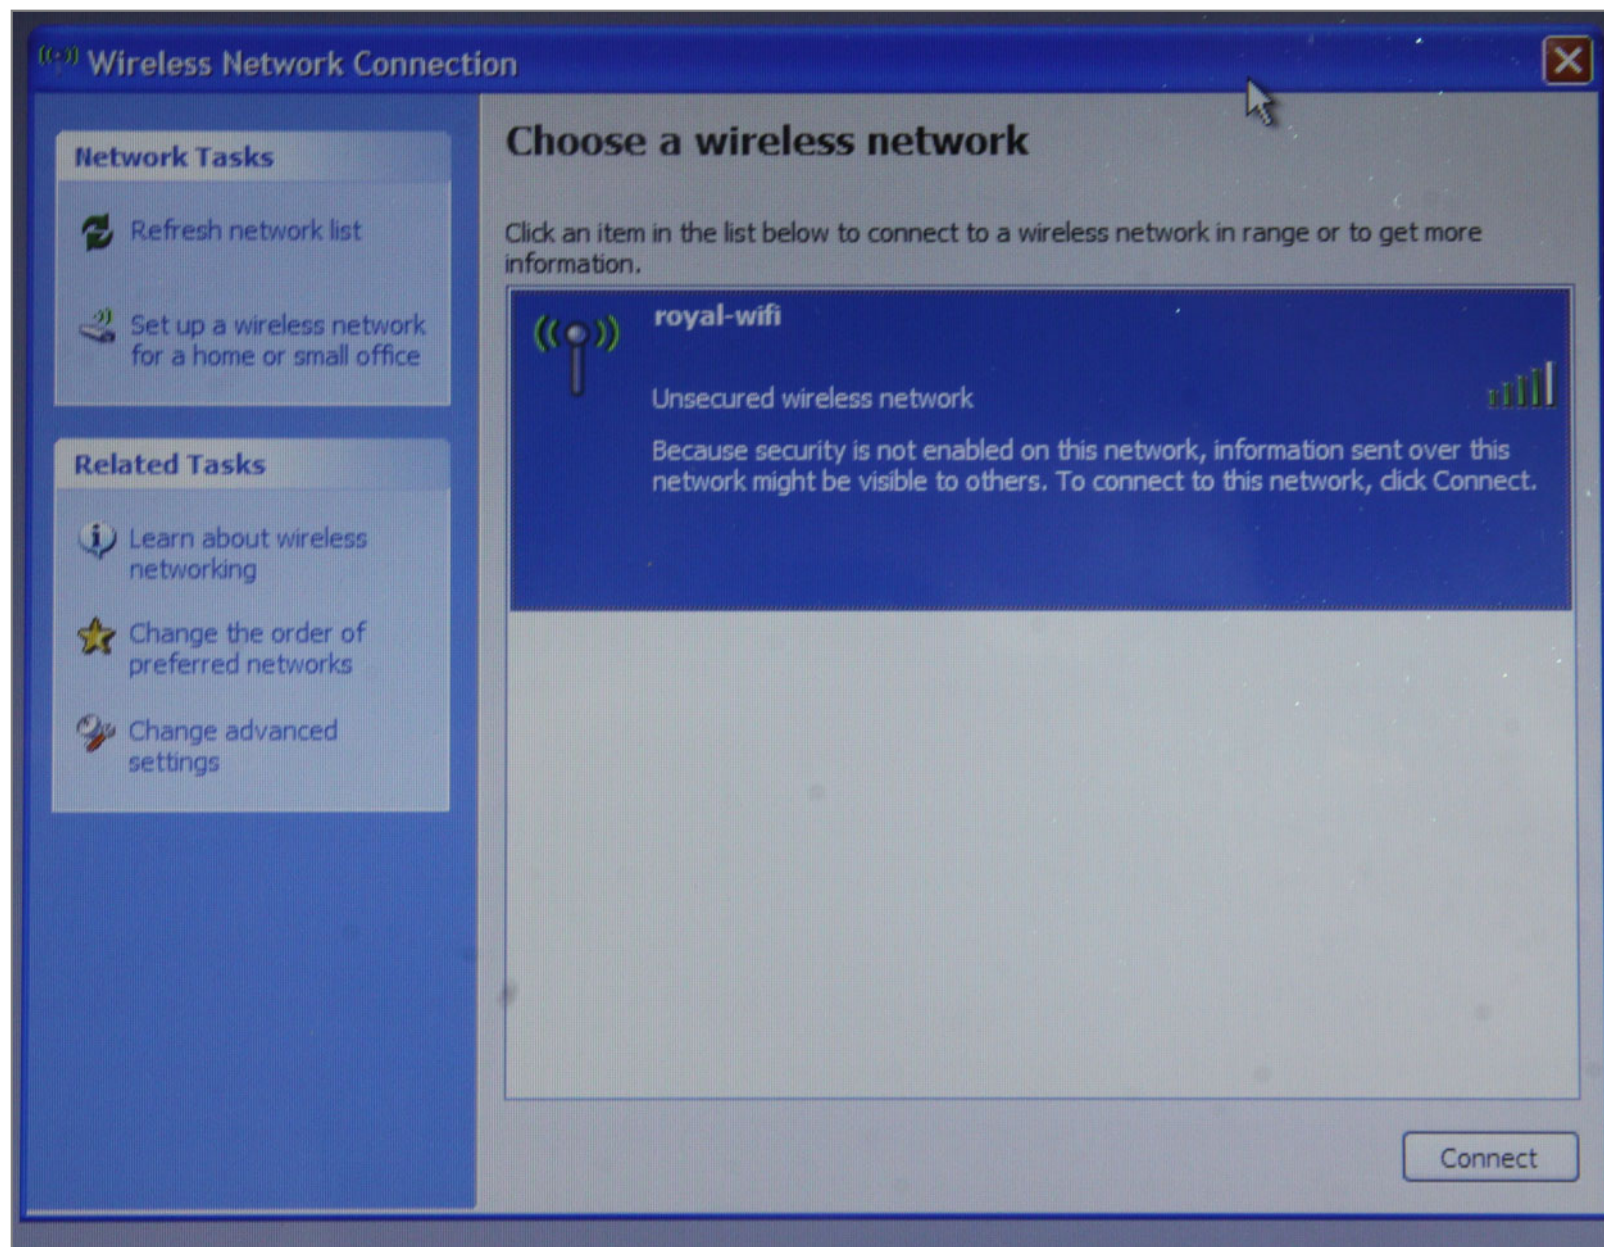 Wireless Network Connection
Network Tasks
Refresh network list
Set up a wireless network
for a home or small office
Related Tasks
Learn about wireless
networking
Change the order of
preferred networks
Change advanced
settings
Choose a wireless network
Click an item in the list below to connect to a wireless network in range or to get more
information.
royal-wifi
Unsecured wireless network
Because security is not enabled on this network, information sent over this
network might be visible to others. To connect to this network, click Connect.
Connect